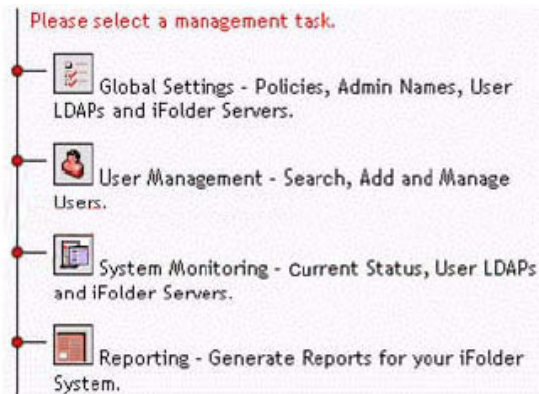 Please select a management task.
Global Settings - Policies, Admin Names, User
LDAPs and iFolder Servers.
User Management - Search, Add and Manage
Users.
System Monitoring - Current Status, User LDAPs
and iFolder Servers.
Reporting - Generate Reports for your iFolder
System.